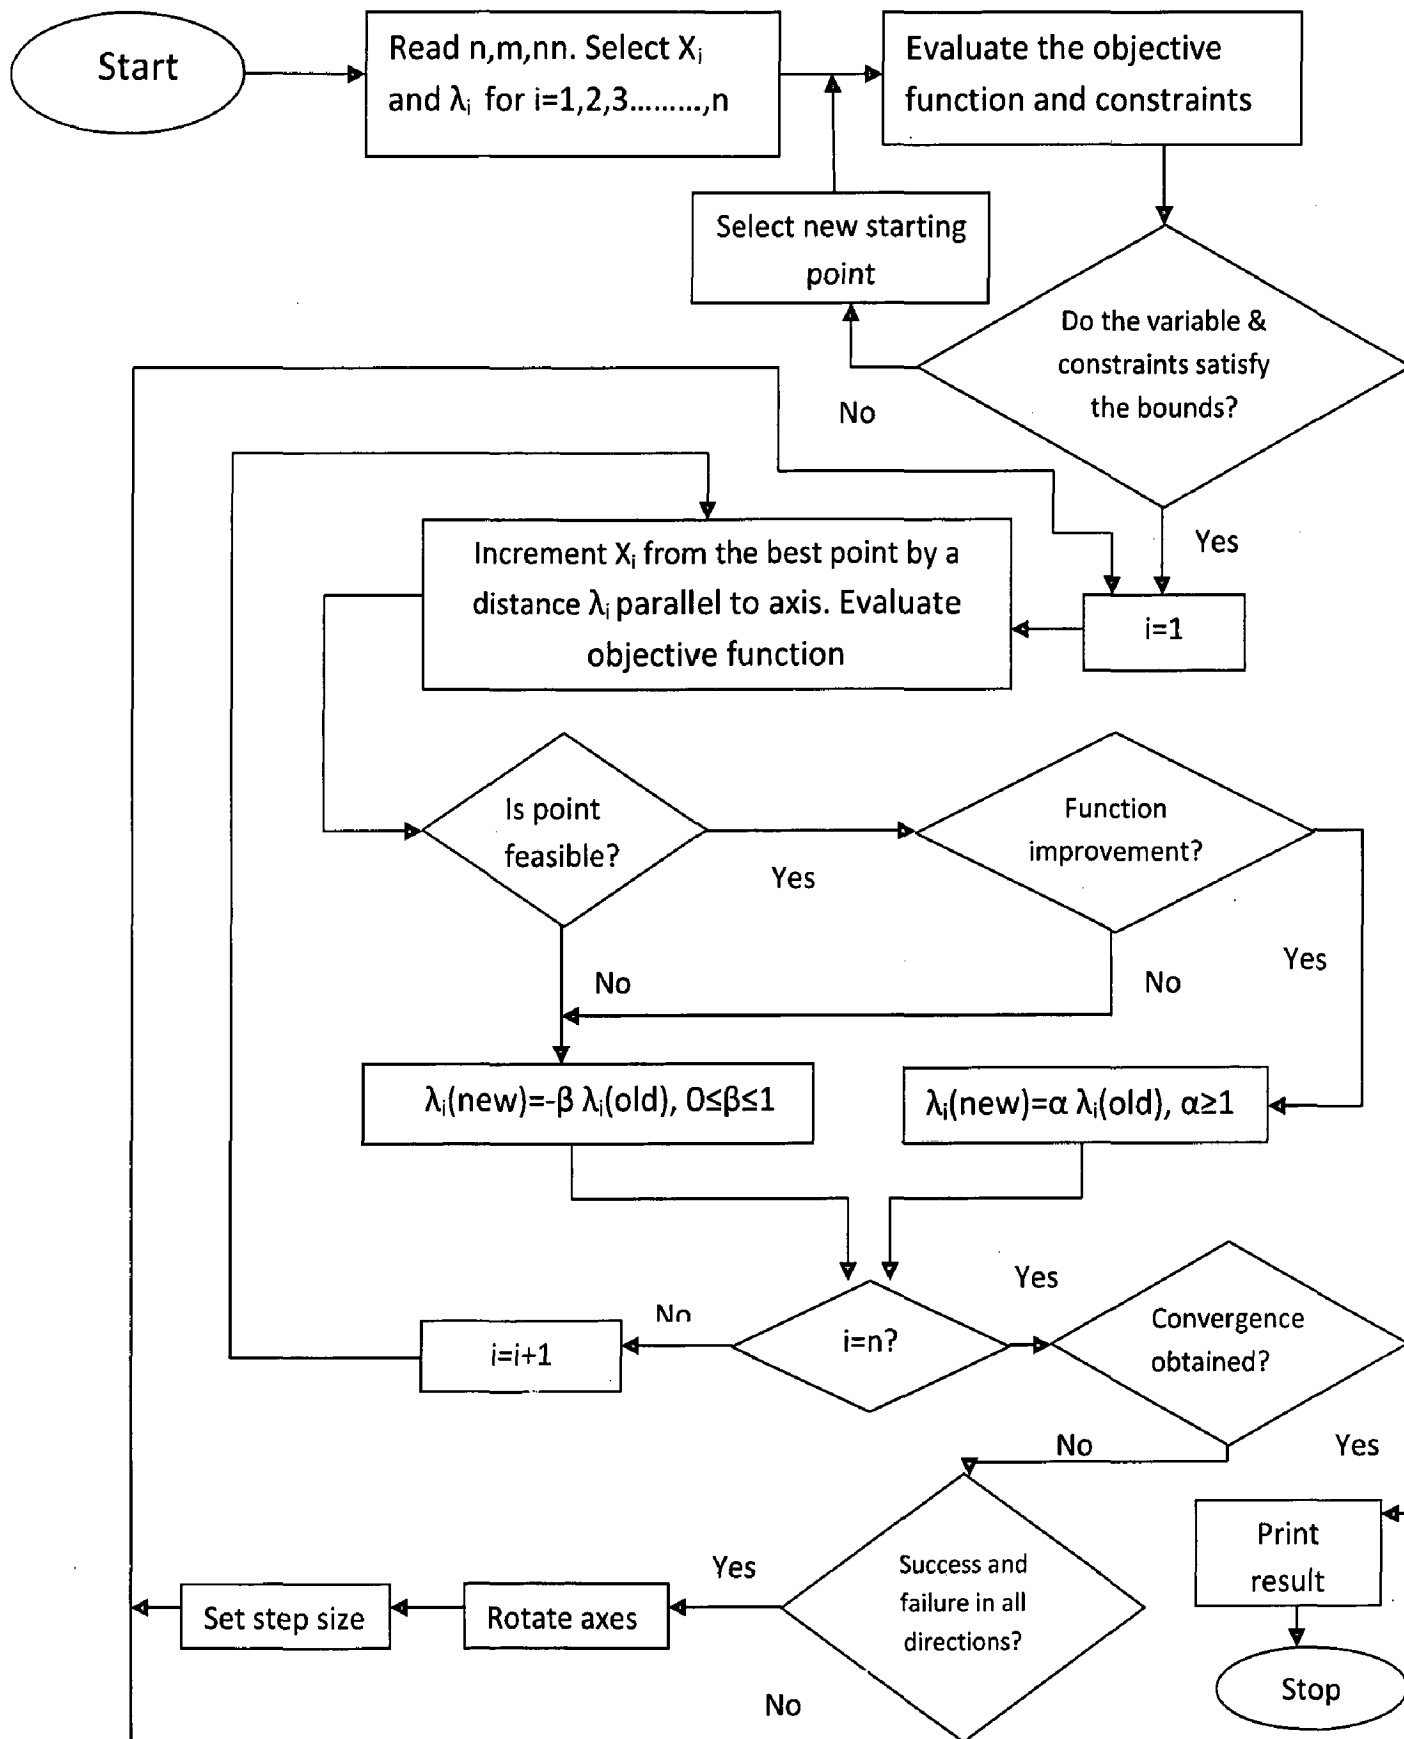 Start
Read n,m,nn. Select Xᵢ
and λᵢ for i=1,2,3.........,n
Evaluate the objective
function and constraints
Select new starting
point
Do the variable &
constraints satisfy
the bounds?
No
Yes
i=1
Increment Xᵢ from the best point by a
distance λᵢ parallel to axis. Evaluate
objective function
Is point
feasible?
Yes
Function
improvement?
No
No
Yes
λᵢ(new)=-β λᵢ(old), 0≤β≤1
λᵢ(new)=α λᵢ(old), α≥1
i=n?
No
i=i+1
Yes
Convergence
obtained?
No
Yes
Print
result
Stop
Success and
failure in all
directions?
Yes
Rotate axes
Set step size
No